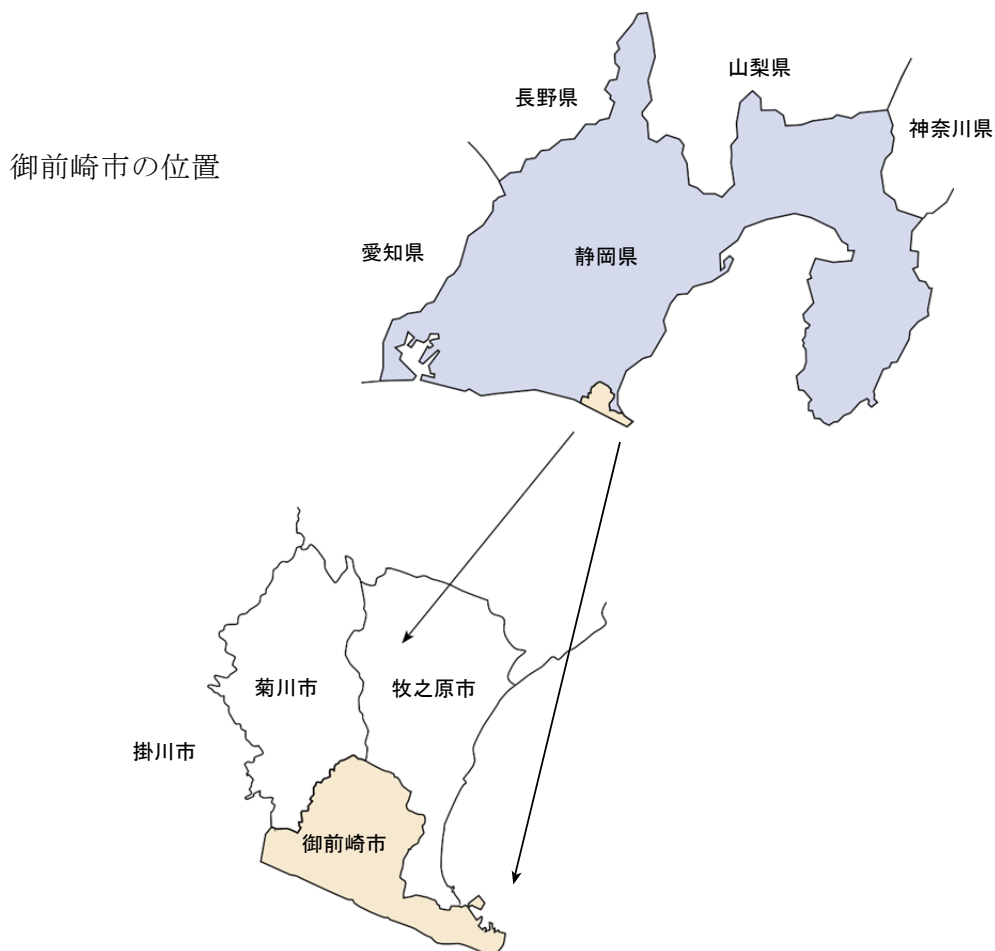 山梨県
長野県
神奈川県
御前崎市の位置
愛知県
静岡県
菊川市
牧之原市
掛川市
御前崎市